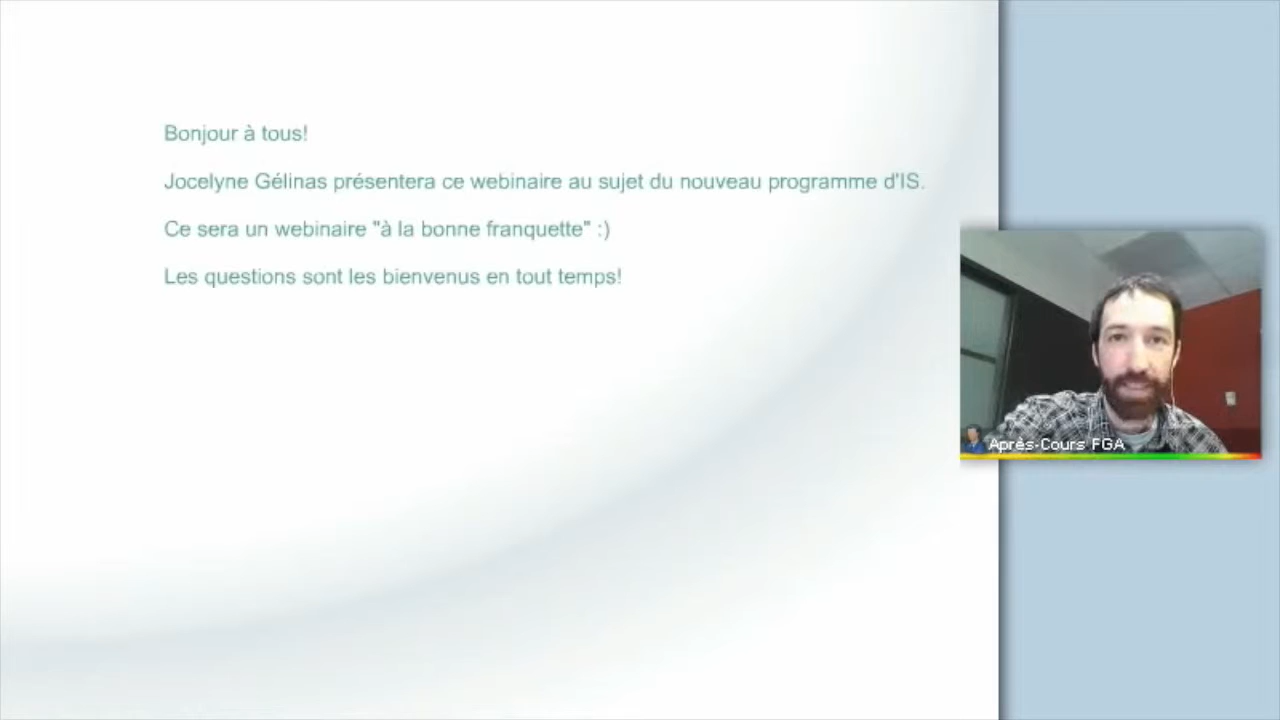 Bonjour à tous!
Jocelyne Gélinas présentera ce webinaire au sujet du nouveau programme d'IS.
Ce sera un webinaire "à la bonne franquette" :)
Les questions sont les bienvenus en tout temps!
Après-Cours FGA